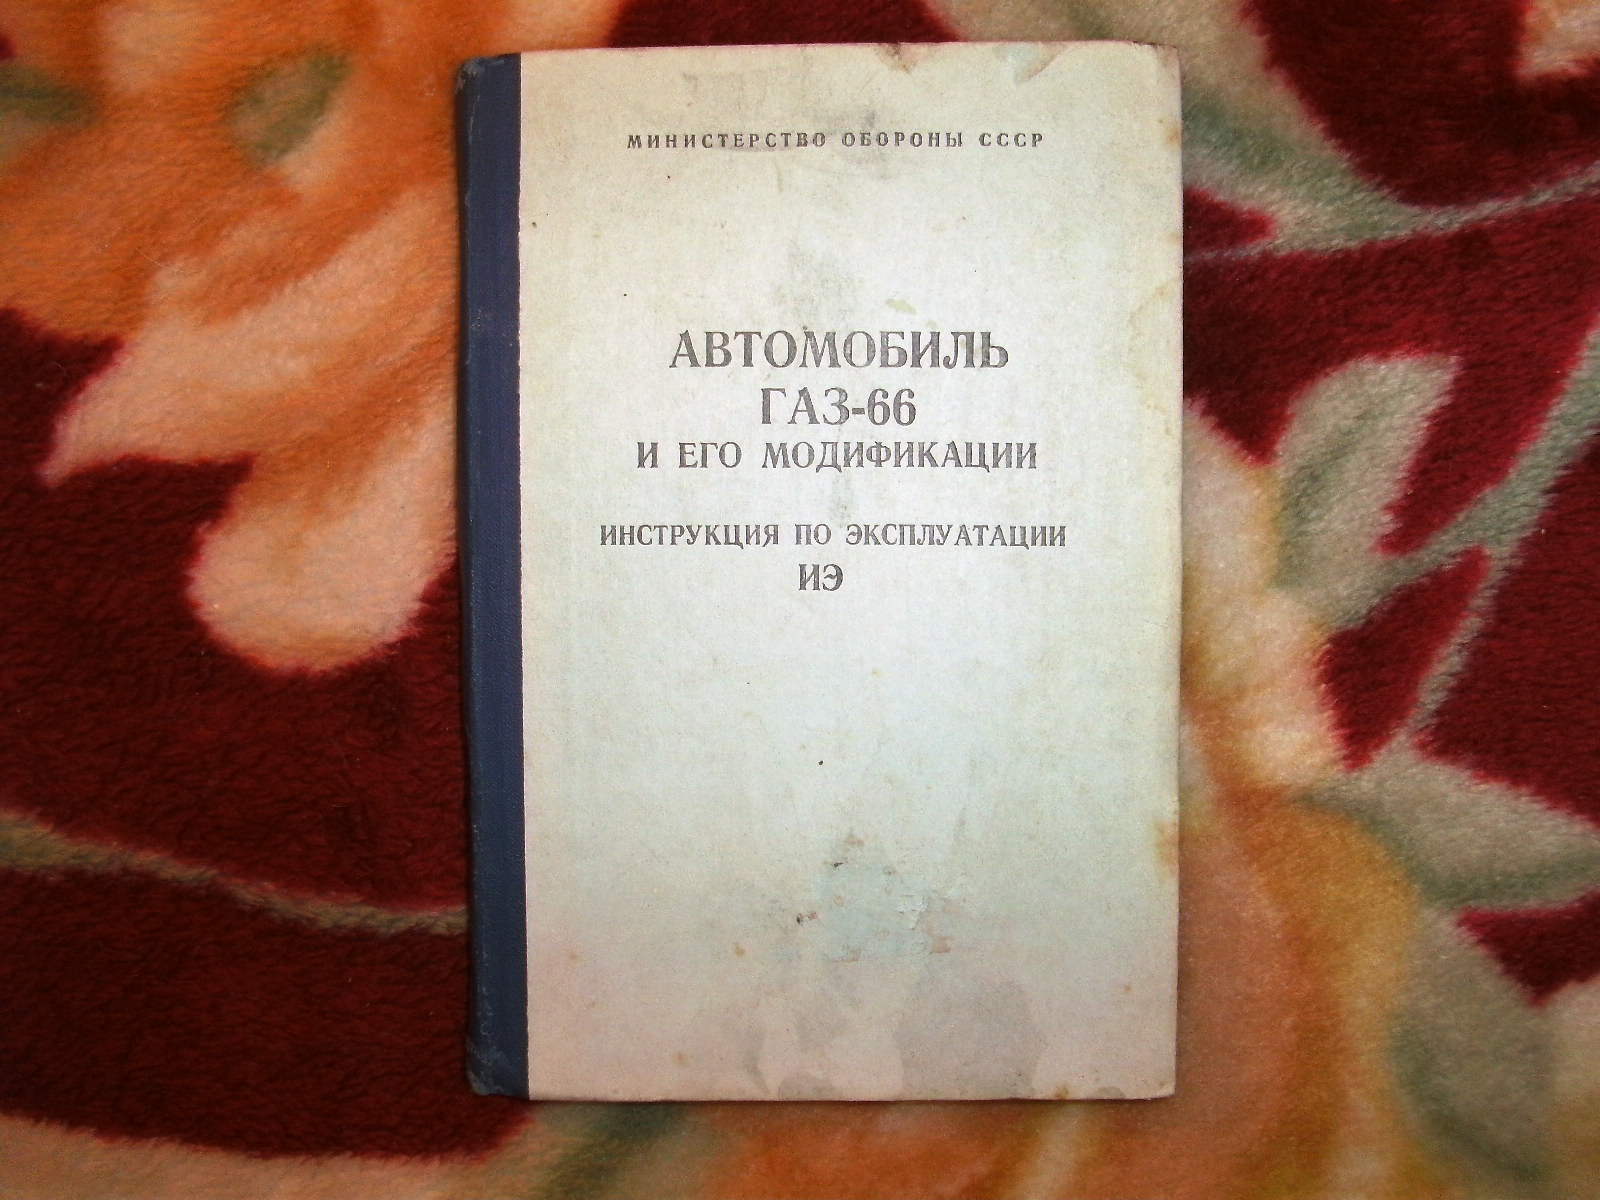 МИНИСТЕРСТВО ОБОРОНЫ СССР
АВТОМОБИЛЬ
ГАЗ-66
И ЕГО МОДИФИКАЦИИ
ИНСТРУКЦИЯ ПО ЭКСПЛУАТАЦИИ
ИЭ